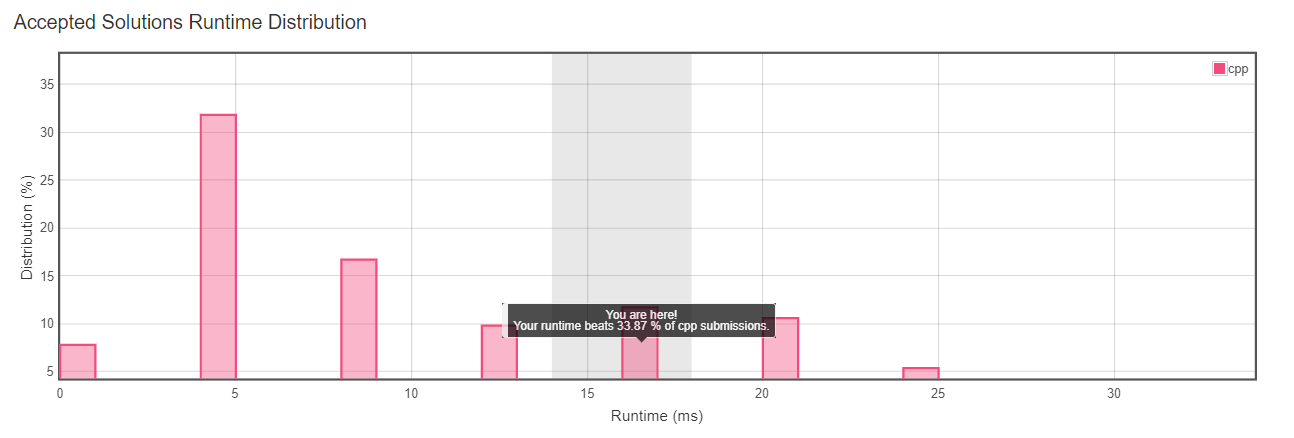 Accepted Solutions Runtime Distribution
cpp
35
30
25
20
15
10
5
Distribution (%)
You are here!
Your runtime beats 33.87 % of cpp submissions.
0
5
10
15
20
25
30
Runtime (ms)